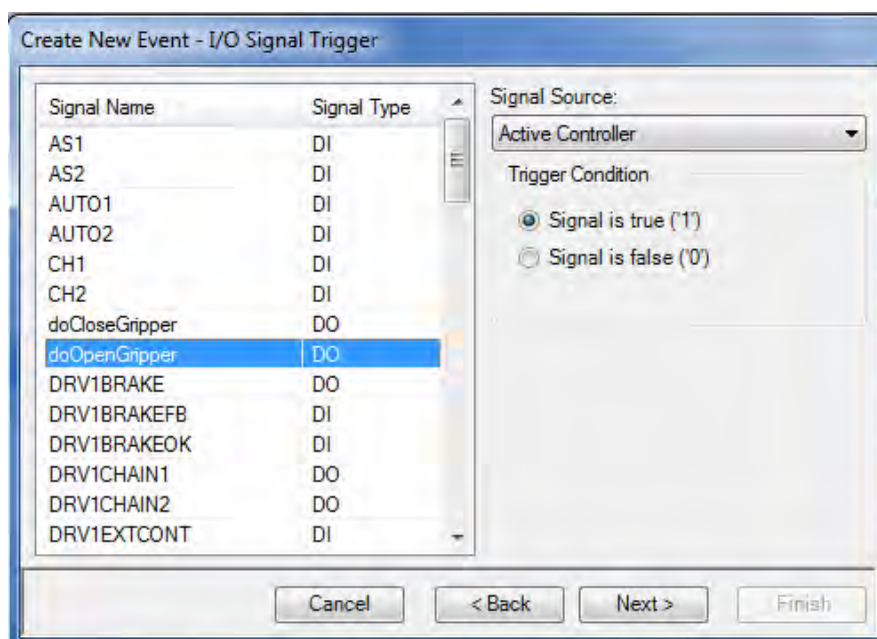 Create New Event - I/O Signal Trigger
Signal Name Signal Type
AS1 DI
AS2 DI
AUTO1 DI
AUTO2 DI
CH1 DI
CH2 DI
doCloseGripper DO
doOpenGripper DO
DRV1BRAKE DO
DRV1BRAKEFB DI
DRV1BRAKEOK DI
DRV1CHAIN1 DO
DRV1CHAIN2 DO
DRV1EXTCONT DI
Signal Source:
Active Controller
Trigger Condition
Signal is true ('1')
Signal is false ('0')
Cancel < Back Next > Finish